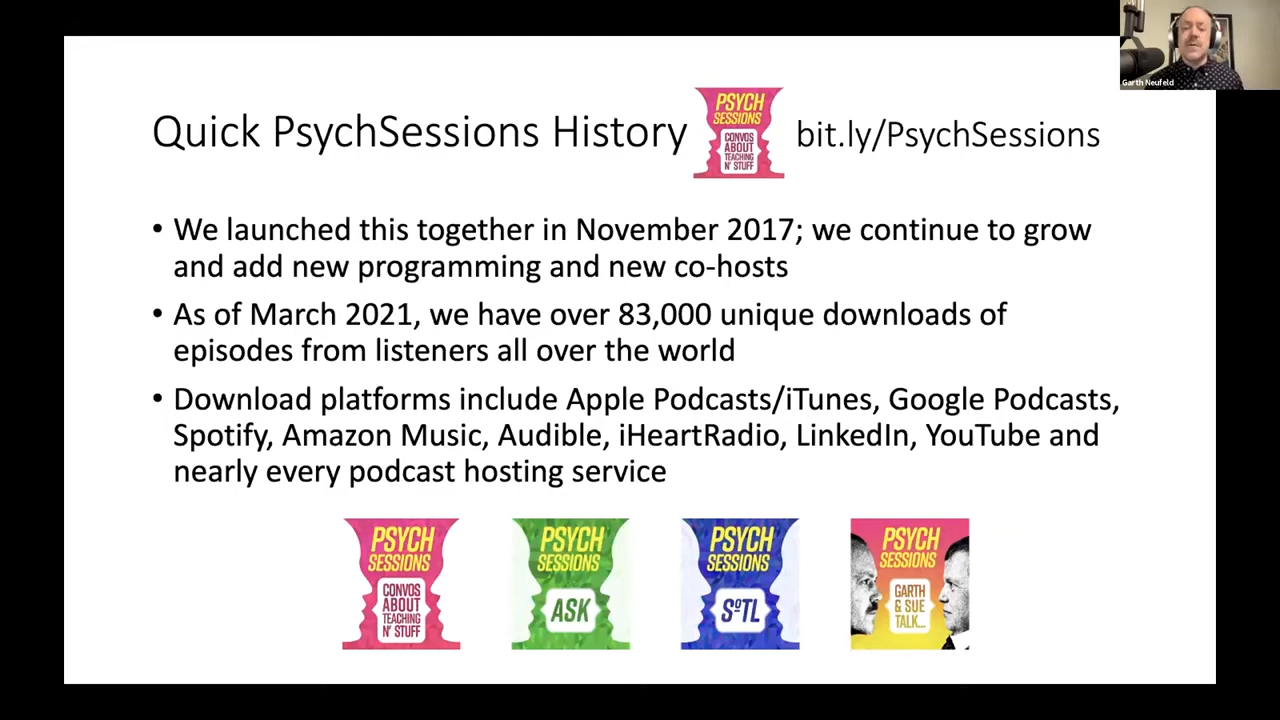 Garth Neufeld
Quick PsychSessions History
PSYCH
SESSIONS
CONVOS
ABOUT
TEACHING
N' STUFF
bit.ly/PsychSessions
• We launched this together in November 2017; we continue to grow
and add new programming and new co-hosts
• As of March 2021, we have over 83,000 unique downloads of
episodes from listeners all over the world
• Download platforms include Apple Podcasts/iTunes, Google Podcasts,
Spotify, Amazon Music, Audible, iHeartRadio, LinkedIn, YouTube and
nearly every podcast hosting service
PSYCH
SESSIONS
CONVOS
ABOUT
TEACHING
N' STUFF
PSYCH
SESSIONS
ASK
PSYCH
SESSIONS
SoTL
PSYCH
SESSIONS
GARTH
& SUE
TALK...